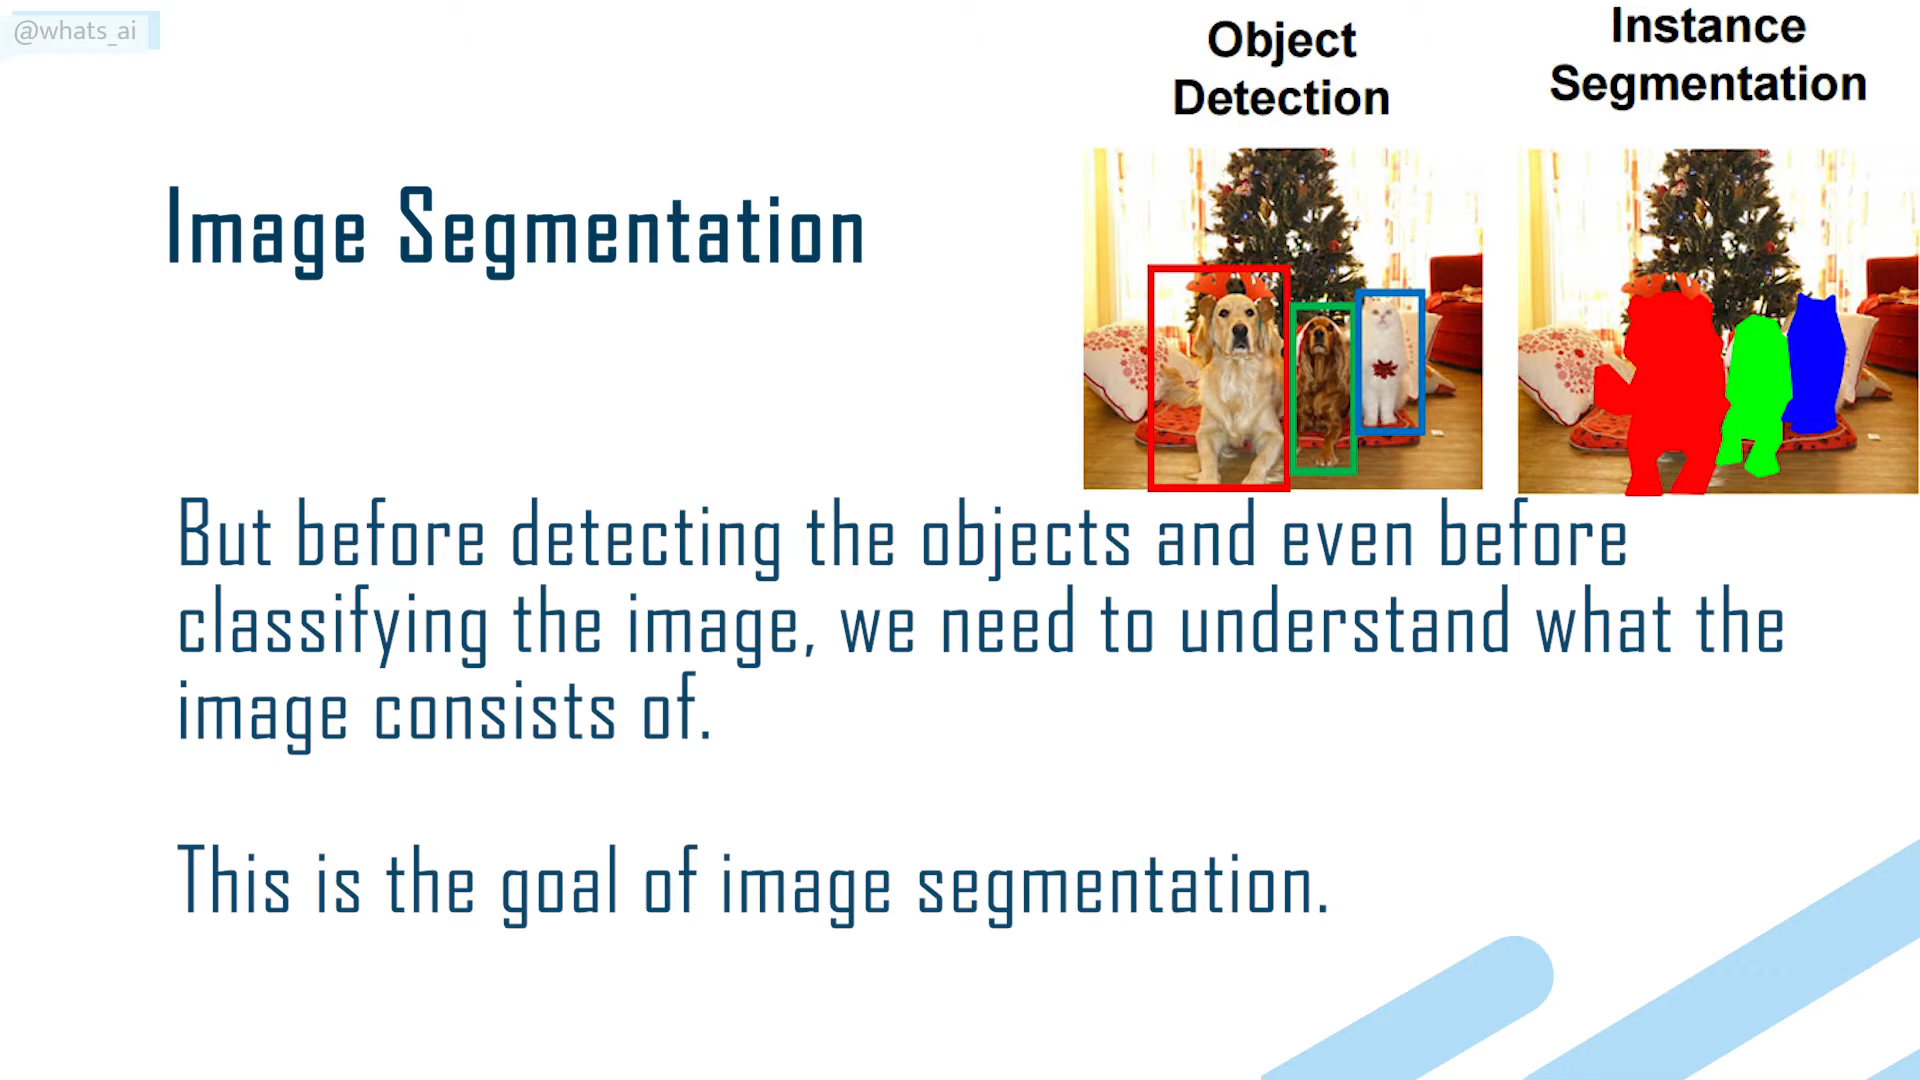 @whats_ai
Object
Detection
Instance
Segmentation
Image Segmentation
But before detecting the objects and even before
classifying the image, we need to understand what the
image consists of.
This is the goal of image segmentation.